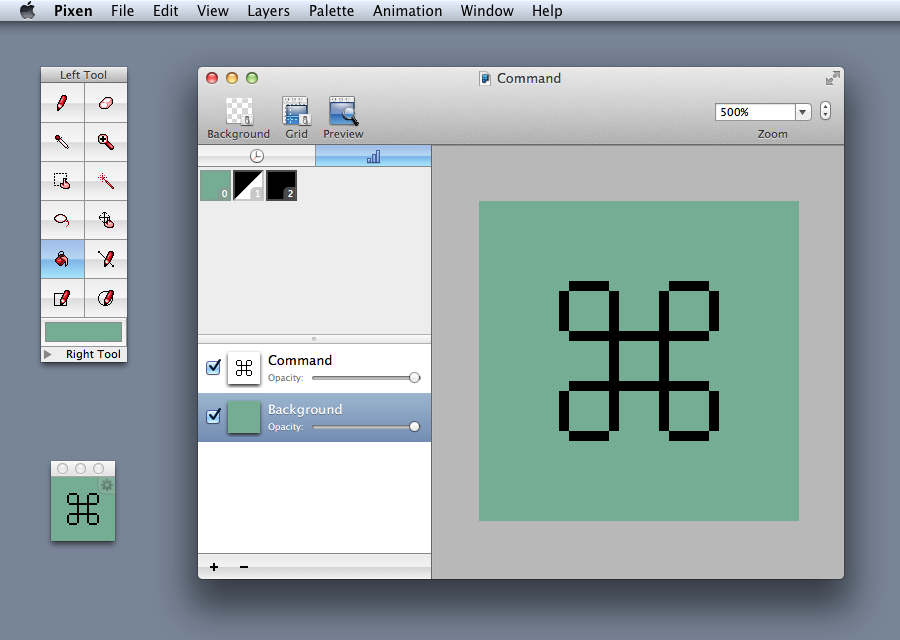 Pixen File Edit View Layers Palette Animation Window Help
Left Tool
Right Tool
Command
Background Grid Preview
500%
Zoom
0 1 2
Command
Opacity:
Background
Opacity: